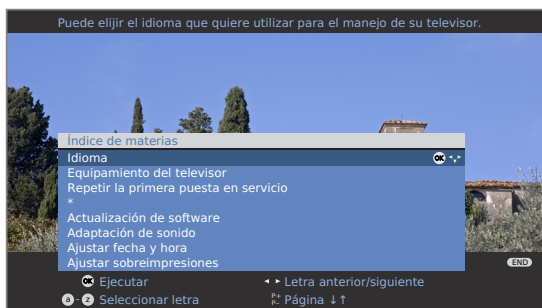 Puede elijir el idioma que quiere utilizar para el manejo de su televisor.
Índice de materias
Idioma OK
Equipamiento del televisor
Repetir la primera puesta en servicio
*
Actualización de software
Adaptación de sonido
Ajustar fecha y hora
Ajustar sobreimpresiones
END
OK Ejecutar ◂ ▸ Letra anterior/siguiente
a - z Seleccionar letra P+ P- Página ↓↑